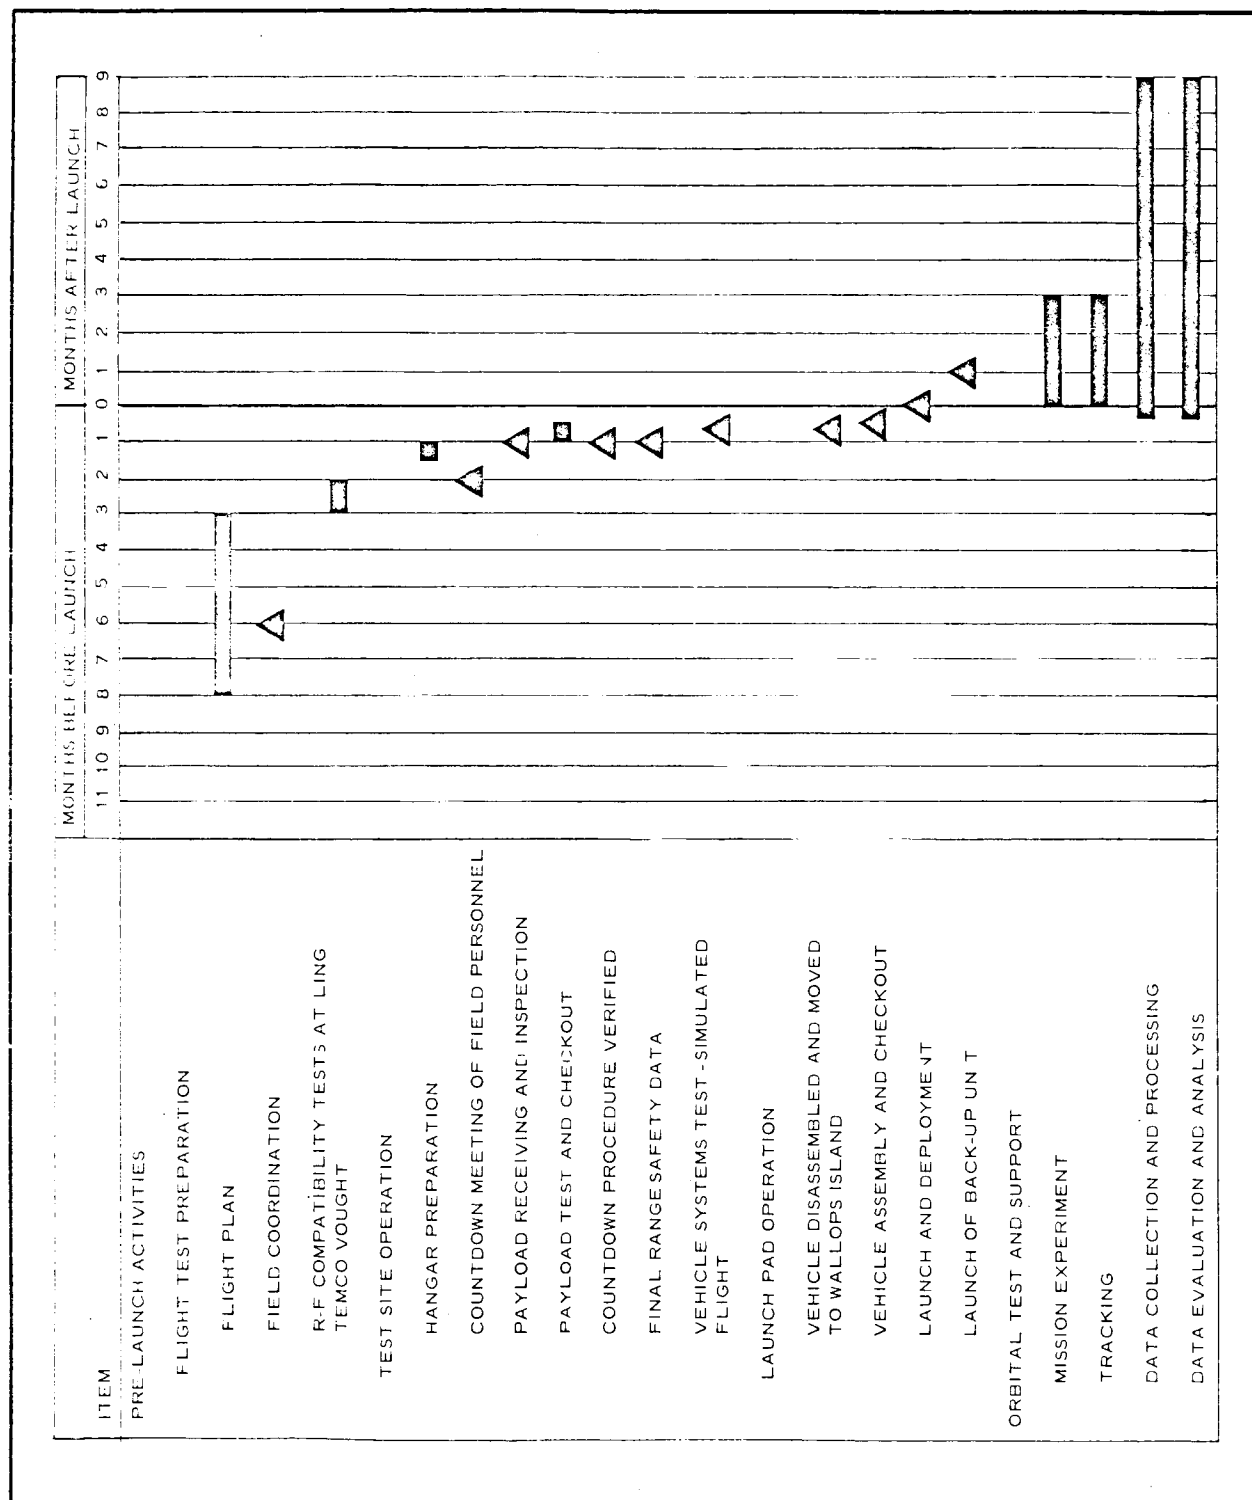 MONTHS BEFORE LAUNCH
MONTHS AFTER LAUNCH
ITEM
11 10 9 8 7 6 5 4 3 2 1 0 1 2 3 4 5 6 7 8 9
PRE-LAUNCH ACTIVITIES
FLIGHT TEST PREPARATION
FLIGHT PLAN
FIELD COORDINATION
R-F COMPATIBILITY TESTS AT LING
TEMCO VOUGHT
TEST SITE OPERATION
HANGAR PREPARATION
COUNTDOWN MEETING OF FIELD PERSONNEL
PAYLOAD RECEIVING AND INSPECTION
PAYLOAD TEST AND CHECKOUT
COUNTDOWN PROCEDURE VERIFIED
FINAL RANGE SAFETY DATA
VEHICLE SYSTEMS TEST - SIMULATED
FLIGHT
LAUNCH PAD OPERATION
VEHICLE DISASSEMBLED AND MOVED
TO WALLOPS ISLAND
VEHICLE ASSEMBLY AND CHECKOUT
LAUNCH AND DEPLOYMENT
LAUNCH OF BACK-UP UNIT
ORBITAL TEST AND SUPPORT
MISSION EXPERIMENT
TRACKING
DATA COLLECTION AND PROCESSING
DATA EVALUATION AND ANALYSIS